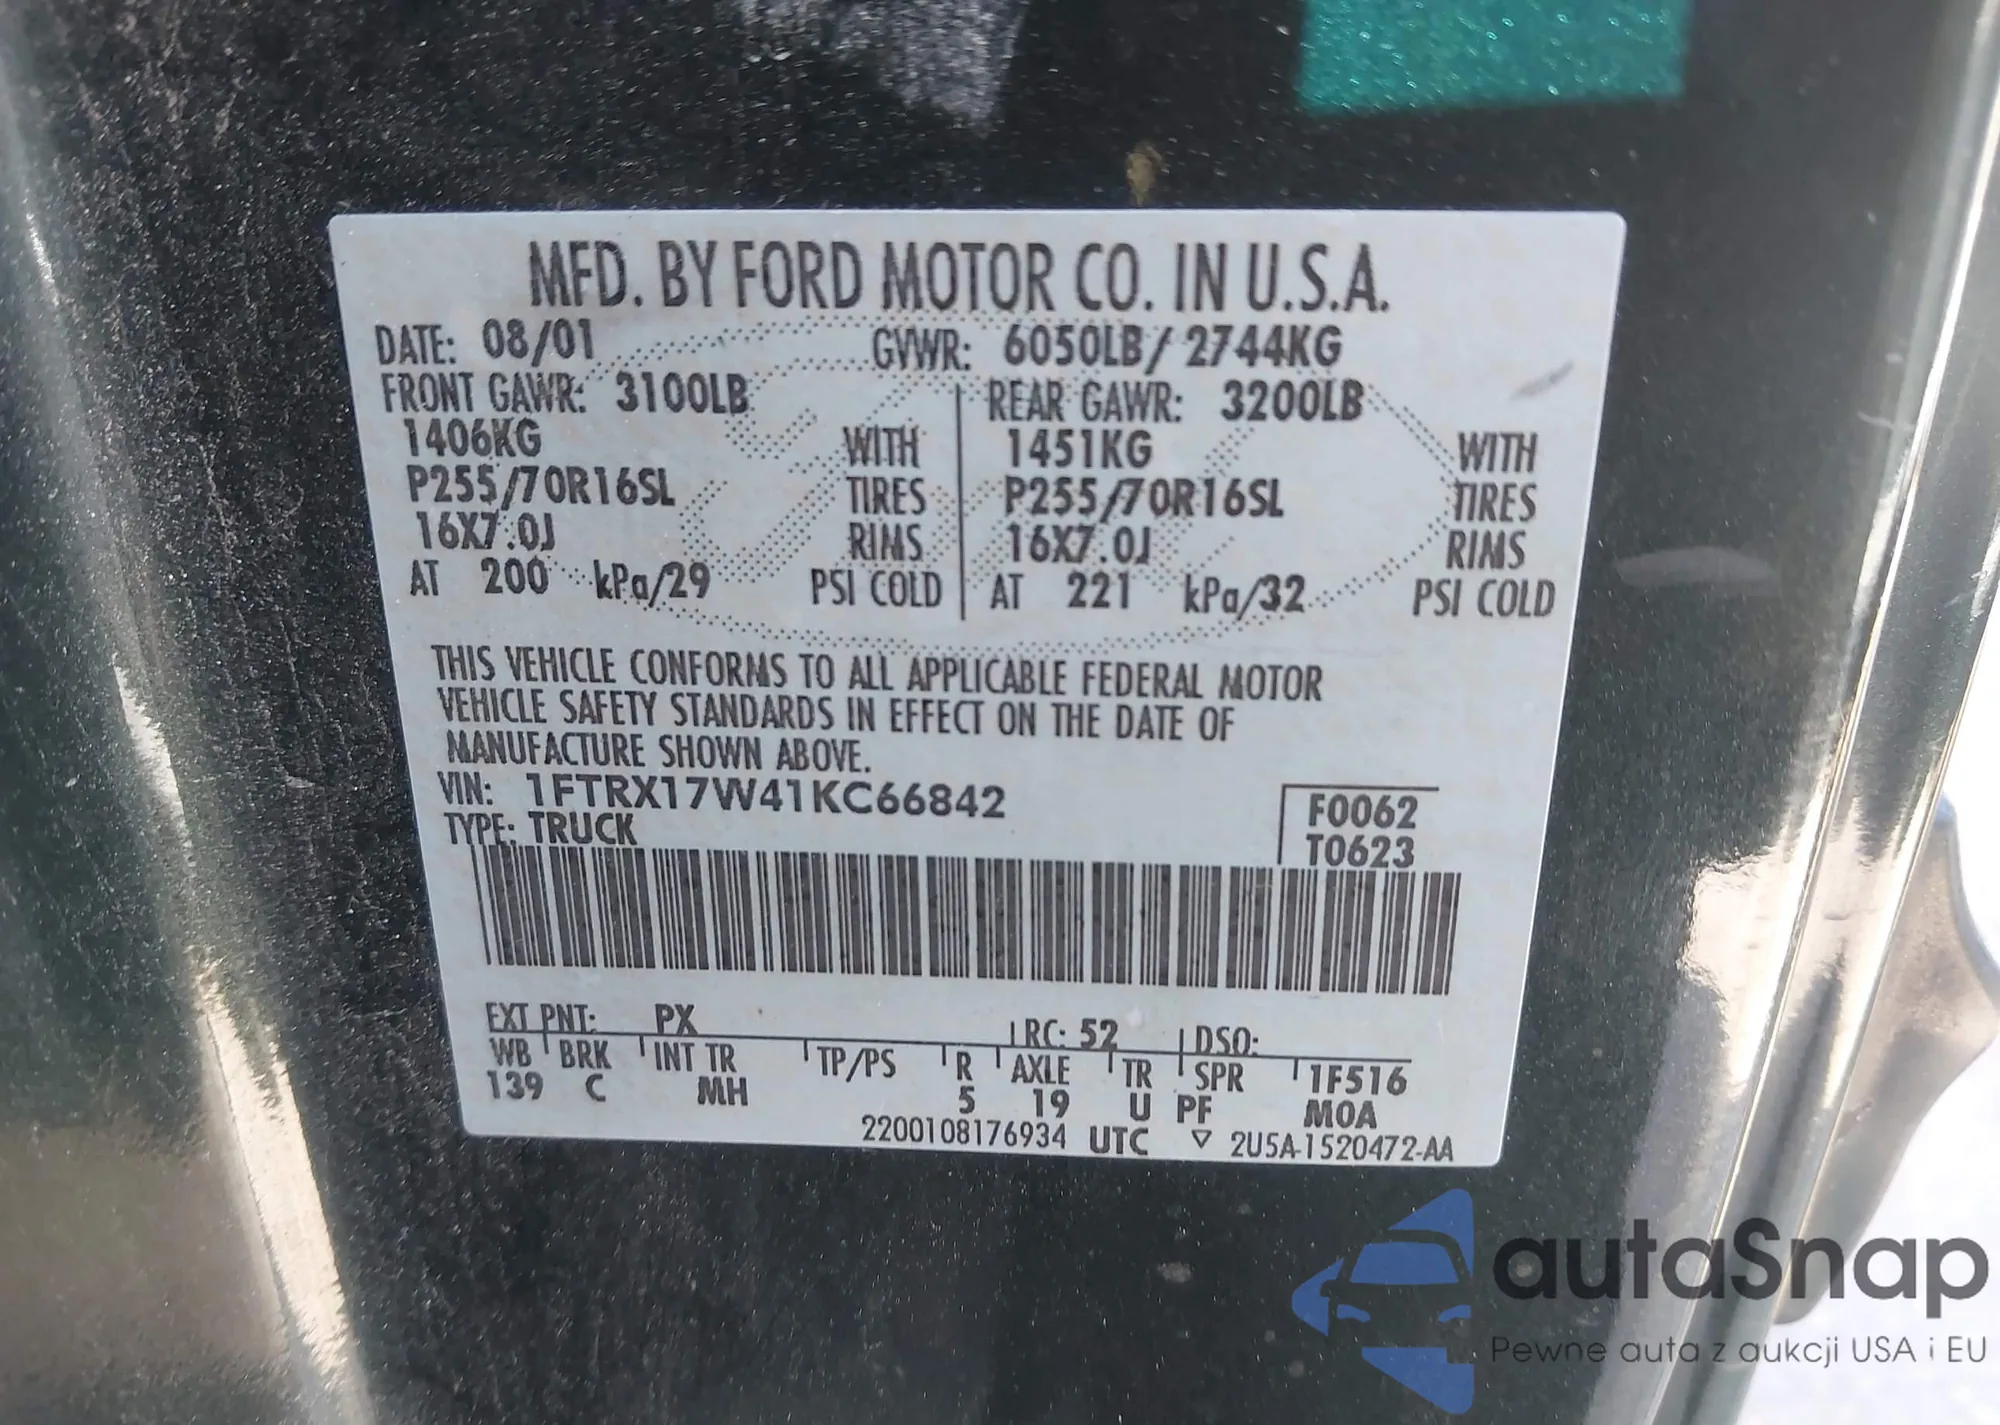 MFD. BY FORD MOTOR CO. IN U.S.A.
DATE: 08/01 GVWR: 6050LB/ 2744KG
FRONT GAWR: 3100LB REAR GAWR: 3200LB
1406KG WITH 1451KG WITH
P255/70R16SL TIRES P255/70R16SL TIRES
16X7.0J RIMS 16X7.0J RIMS
AT 200 kPa/29 PSI COLD AT 221 kPa/32 PSI COLD
THIS VEHICLE CONFORMS TO ALL APPLICABLE FEDERAL MOTOR
VEHICLE SAFETY STANDARDS IN EFFECT ON THE DATE OF
MANUFACTURE SHOWN ABOVE.
VIN: 1FTRX17W41KC66842 F0062
TYPE: TRUCK T0623
EXT PNT: PX RC: 52 DSO:
WB BRK INT TR TP/PS R AXLE TR SPR 1F516
139 C MH 5 19 U PF M0A
2200108176934 UTC ▽ 2U5A-1520472-AA
autaSnap
Pewne auta z aukcji USA i EU